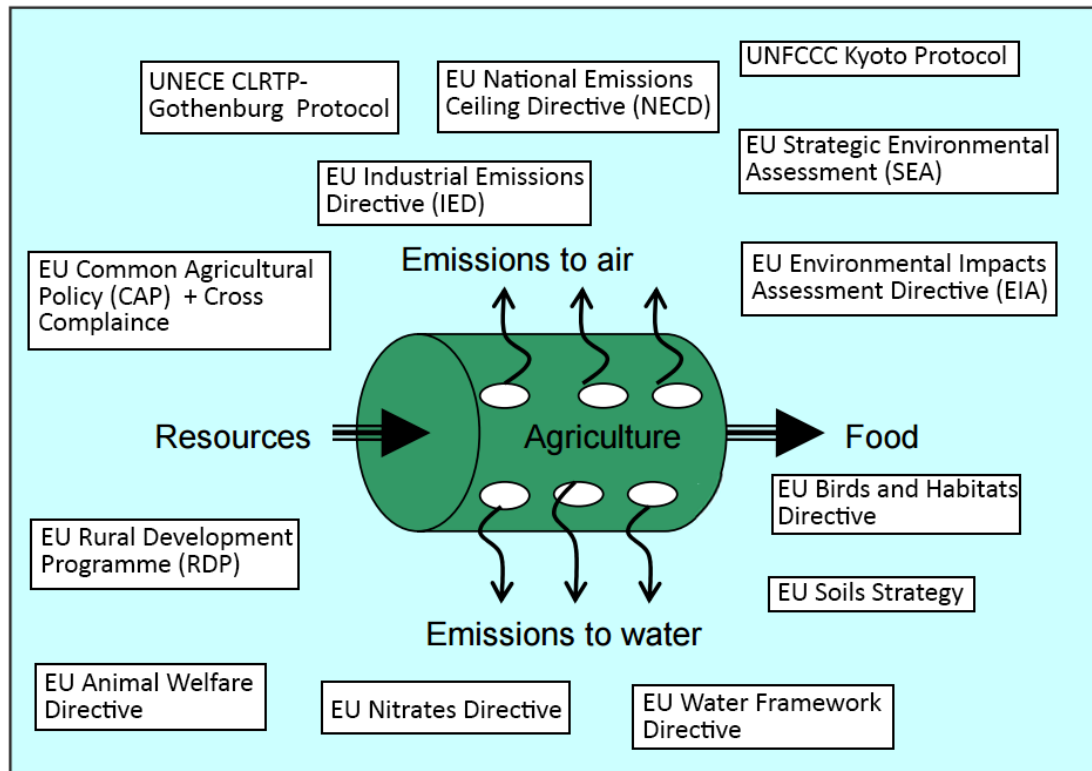 UNECE CLRTP-
Gothenburg  Protocol
EU National Emissions
Ceiling Directive (NECD)
UNFCCC Kyoto Protocol
EU Strategic Environmental
Assessment (SEA)
EU Industrial Emissions
Directive (IED)
EU Common Agricultural
Policy (CAP)  + Cross
Complaince
Emissions to air
EU Environmental Impacts
Assessment Directive (EIA)
Resources
Agriculture
Food
EU Birds and Habitats
Directive
EU Rural Development
Programme (RDP)
EU Soils Strategy
Emissions to water
EU Animal Welfare
Directive
EU Nitrates Directive
EU Water Framework
Directive